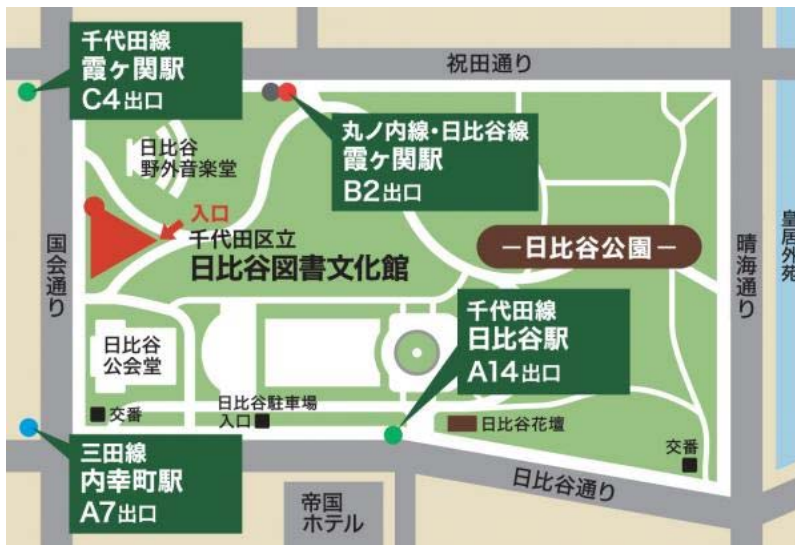 千代田線
霞ヶ関駅
C4出口
祝田通り
丸ノ内線・日比谷線
霞ヶ関駅
B2出口
日比谷
野外音楽堂
入口
千代田区立
日比谷図書文化館
－日比谷公園－
国会通り
晴海通り
皇居外苑
千代田線
日比谷駅
A14出口
日比谷
公会堂
交番
日比谷駐車場
入口
日比谷花壇
交番
三田線
内幸町駅
A7出口
日比谷通り
帝国
ホテル